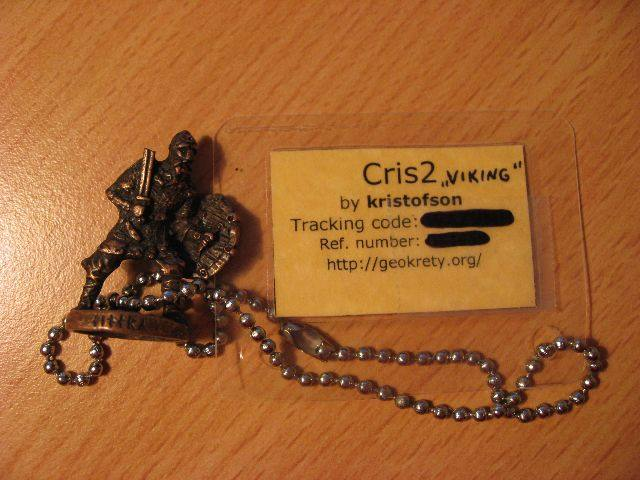 Cris2 „VIKING"
by kristofson
Tracking code:
Ref. number:
http://geokrety.org/